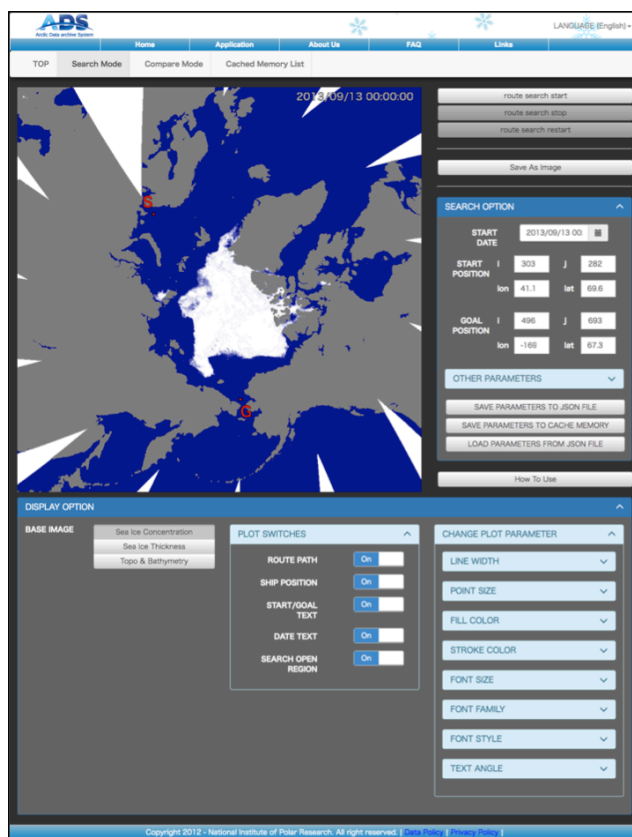 ADS
Arctic Data archive System
LANGUAGE (English)
Home Application About Us FAQ Links
TOP Search Mode Compare Mode Cached Memory List
2013/09/13 00:00:00
S
G
route search start
route search stop
route search restart
Save As Image
SEARCH OPTION
START DATE 2013/09/13 00:
START POSITION I 303 J 282
lon 41.1 lat 69.6
GOAL POSITION I 496 J 693
lon -169 lat 67.3
OTHER PARAMETERS
SAVE PARAMETERS TO JSON FILE
SAVE PARAMETERS TO CACHE MEMORY
LOAD PARAMETERS FROM JSON FILE
How To Use
DISPLAY OPTION
BASE IMAGE
Sea Ice Concentration
Sea Ice Thickness
Topo & Bathymetry
PLOT SWITCHES
ROUTE PATH On
SHIP POSITION On
START/GOAL TEXT On
DATE TEXT On
SEARCH OPEN REGION On
CHANGE PLOT PARAMETER
LINE WIDTH
POINT SIZE
FILL COLOR
STROKE COLOR
FONT SIZE
FONT FAMILY
FONT STYLE
TEXT ANGLE
Copyright 2012 - National Institute of Polar Research. All right reserved. | Data Policy | Privacy Policy |